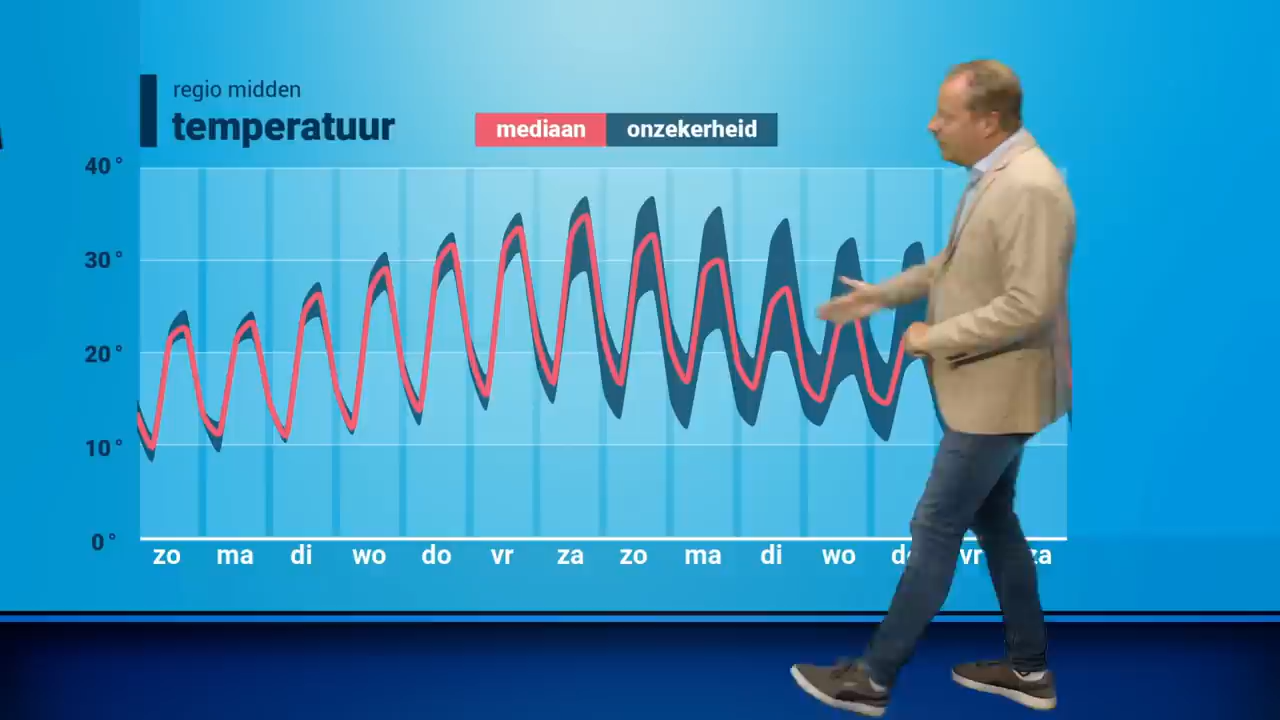 regio midden
temperatuur
mediaan onzekerheid
40°
30°
20°
10°
0°
zo ma di wo do vr za zo ma di wo vr za